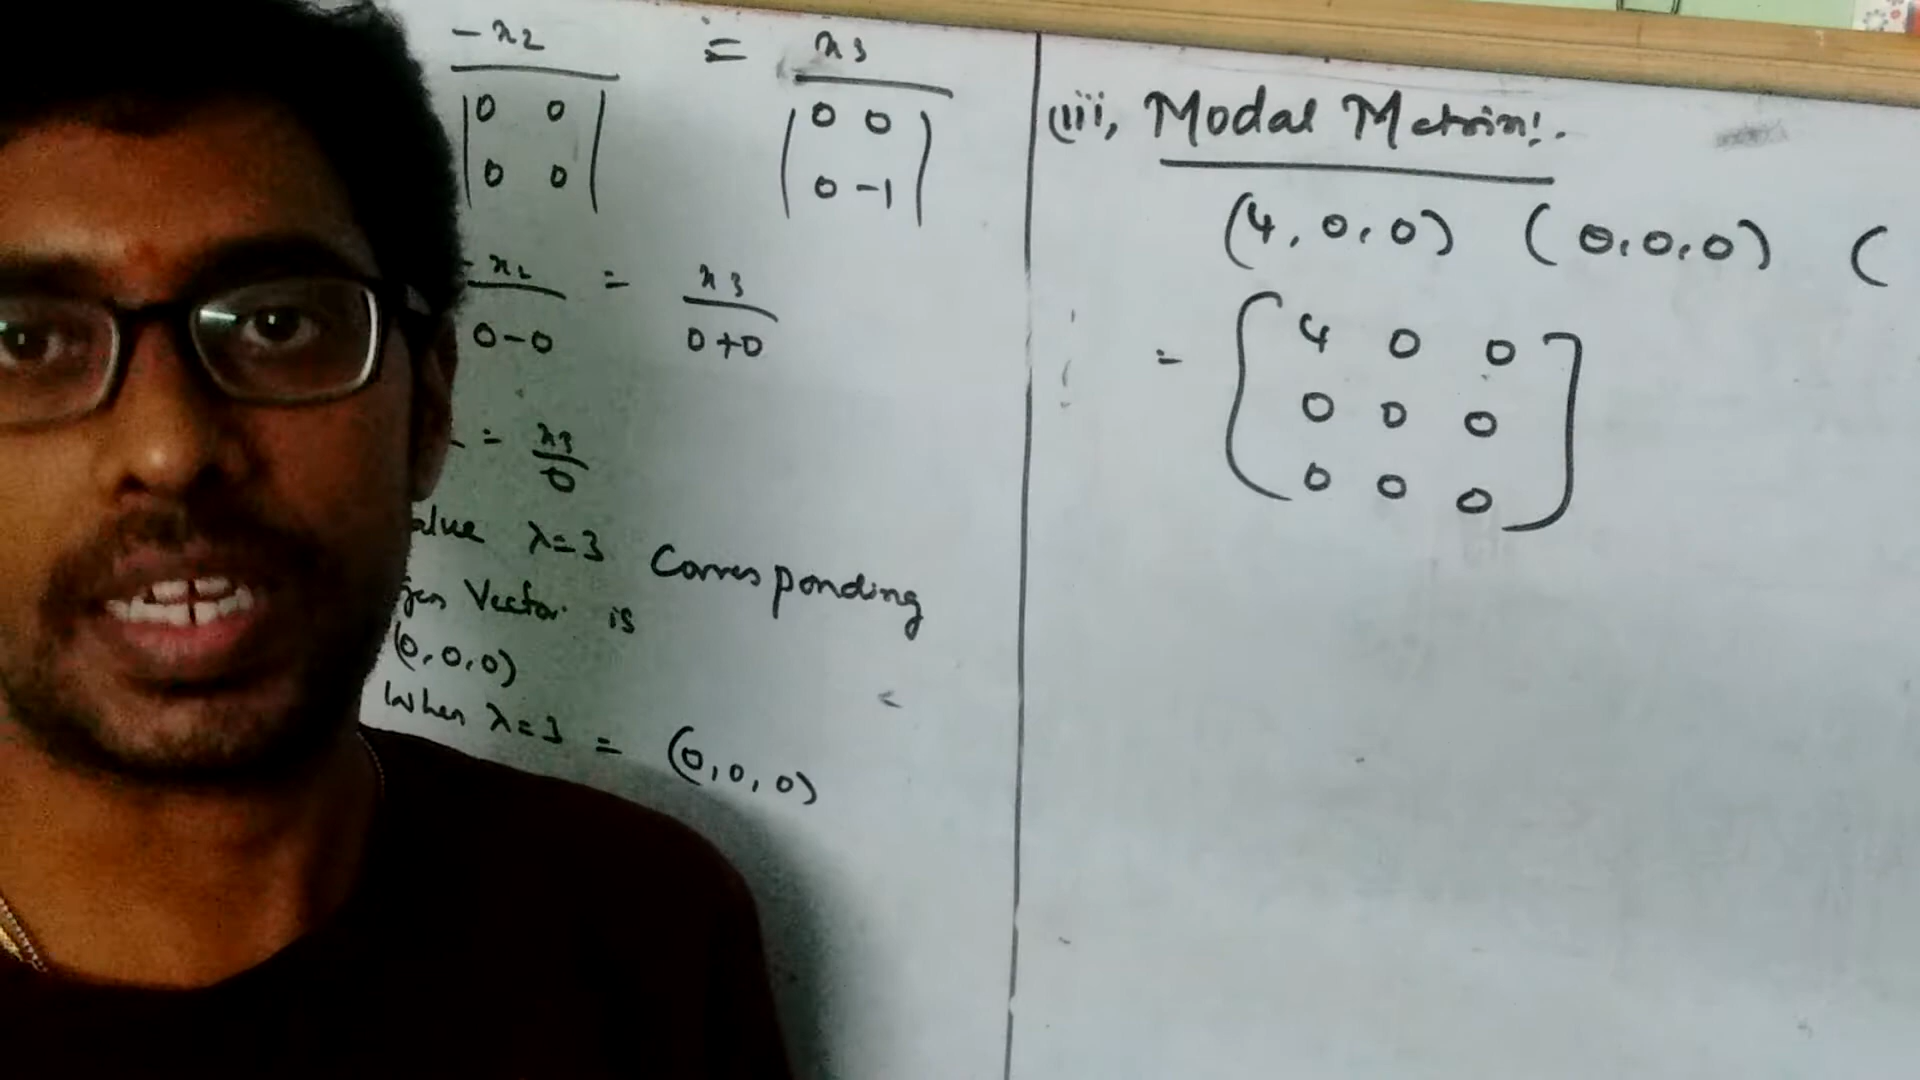 -x2 = x3
|0 0| |0 0|
|0 0| |0 -1|
-x2 = x3
0-0 0+0
= x3
0
alue λ=3 Corresponding
gen Vector is
(0,0,0)
When λ=3 = (0,0,0)
(iii, Modal Matrix:.
(4,0,0) (0,0,0) (
= [4 0 0]
[0 0 0]
[0 0 0]